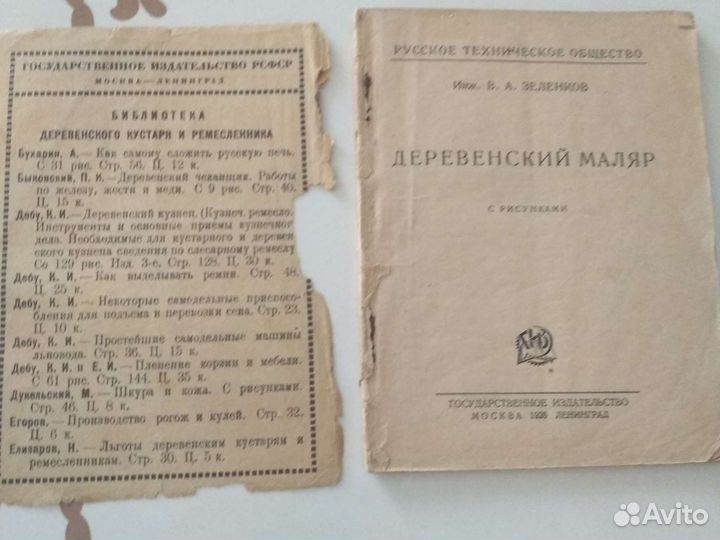 ГОСУДАРСТВЕННОЕ ИЗДАТЕЛЬСТВО РСФСР
МОСКВА—ЛЕНИНГРАД
БИБЛИОТЕКА
ДЕРЕВЕНСКОГО КУСТАРЯ И РЕМЕСЛЕННИКА
Бухарин, А.—Как самому сложить русскую печь.
С 31 рис. Стр. 56. Ц. 12 к.
Быковский, П. И.—Деревенский чеканщик. Работы
по железу, жести и меди. С 9 рис. Стр. 40.
Ц. 15 к.
Дебу, К. И.—Деревенский кузнец. (Кузнечн. ремесло.
Инструменты и основные приемы кузнечног
дела. Необходимые для кустарного и деревен
ского кузнеца сведения по слесарному ремеслу
Со 129 рис. Изд. 3-е. Стр. 128. Ц. 30 к.
Дебу, К. И.—Как выделывать ремни. Стр. 48.
Ц. 25 к.
Дебу, К. И.—Некоторые самодельные приспосо-
бления для подъема и перевозки сена. Стр. 23.
Ц. 10 к.
Дебу, К. И.—Простейшие самодельные машины
льновода. Стр. 36. Ц. 15 к.
Дебу, К. И. и Е. И.—Плетение корзин и мебели.
С 61 рис. Стр. 144. Ц. 35 к.
Дукельский, М.—Шкура и кожа. С рисунками.
Стр. 46. Ц. 8 к.
Егоров.—Производство рогож и кулей. Стр. 32.
Ц. 6 к.
Елизаров, Н.—Льготы деревенским кустарям и
ремесленникам. Стр. 30. Ц. 5 к.
РУССКОЕ ТЕХНИЧЕСКОЕ ОБЩЕСТВО
Инж. В. А. ЗЕЛЕНКОВ
ДЕРЕВЕНСКИЙ МАЛЯР
С РИСУНКАМИ
ГОСУДАРСТВЕННОЕ ИЗДАТЕЛЬСТВО
МОСКВА 1926 ЛЕНИНГРАД
Avito